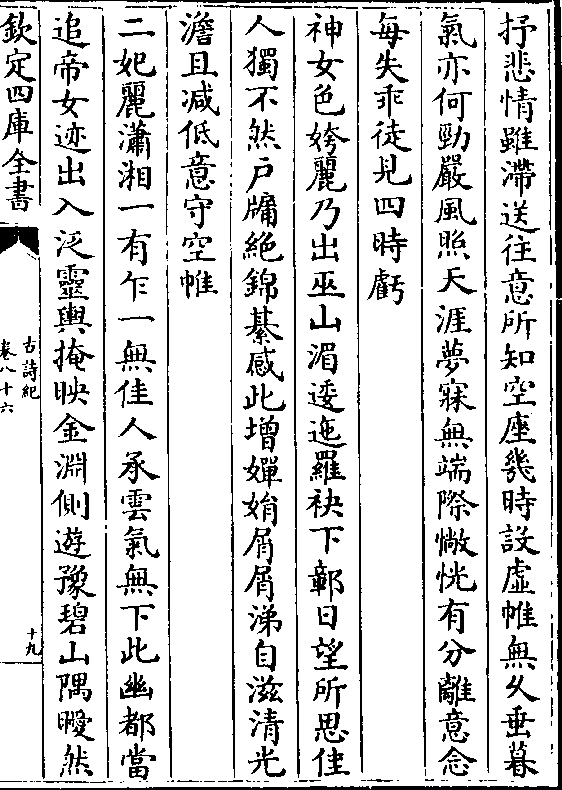 抒悲情雖滯送往意所知空座幾時設虛帷無久垂暮
氣亦何勁嚴風照天涯夢寐無端際惝怳有分離意念
每失乖徒見四時虧
神女色姱麗乃出巫山湄逶迤羅袂下鄣日望所思佳
人獨不然戶牖絶錦綦感此增嬋娟屑屑涕自滋清光
澹且减低意守空帷
二妃麗瀟湘一有乍一無佳人承雲氣無下此幽都當
追帝女迹出入泛靈輿掩映金淵側遊豫碧山隅曖然
欽定四庫全書
古詩紀
卷八十六
十九